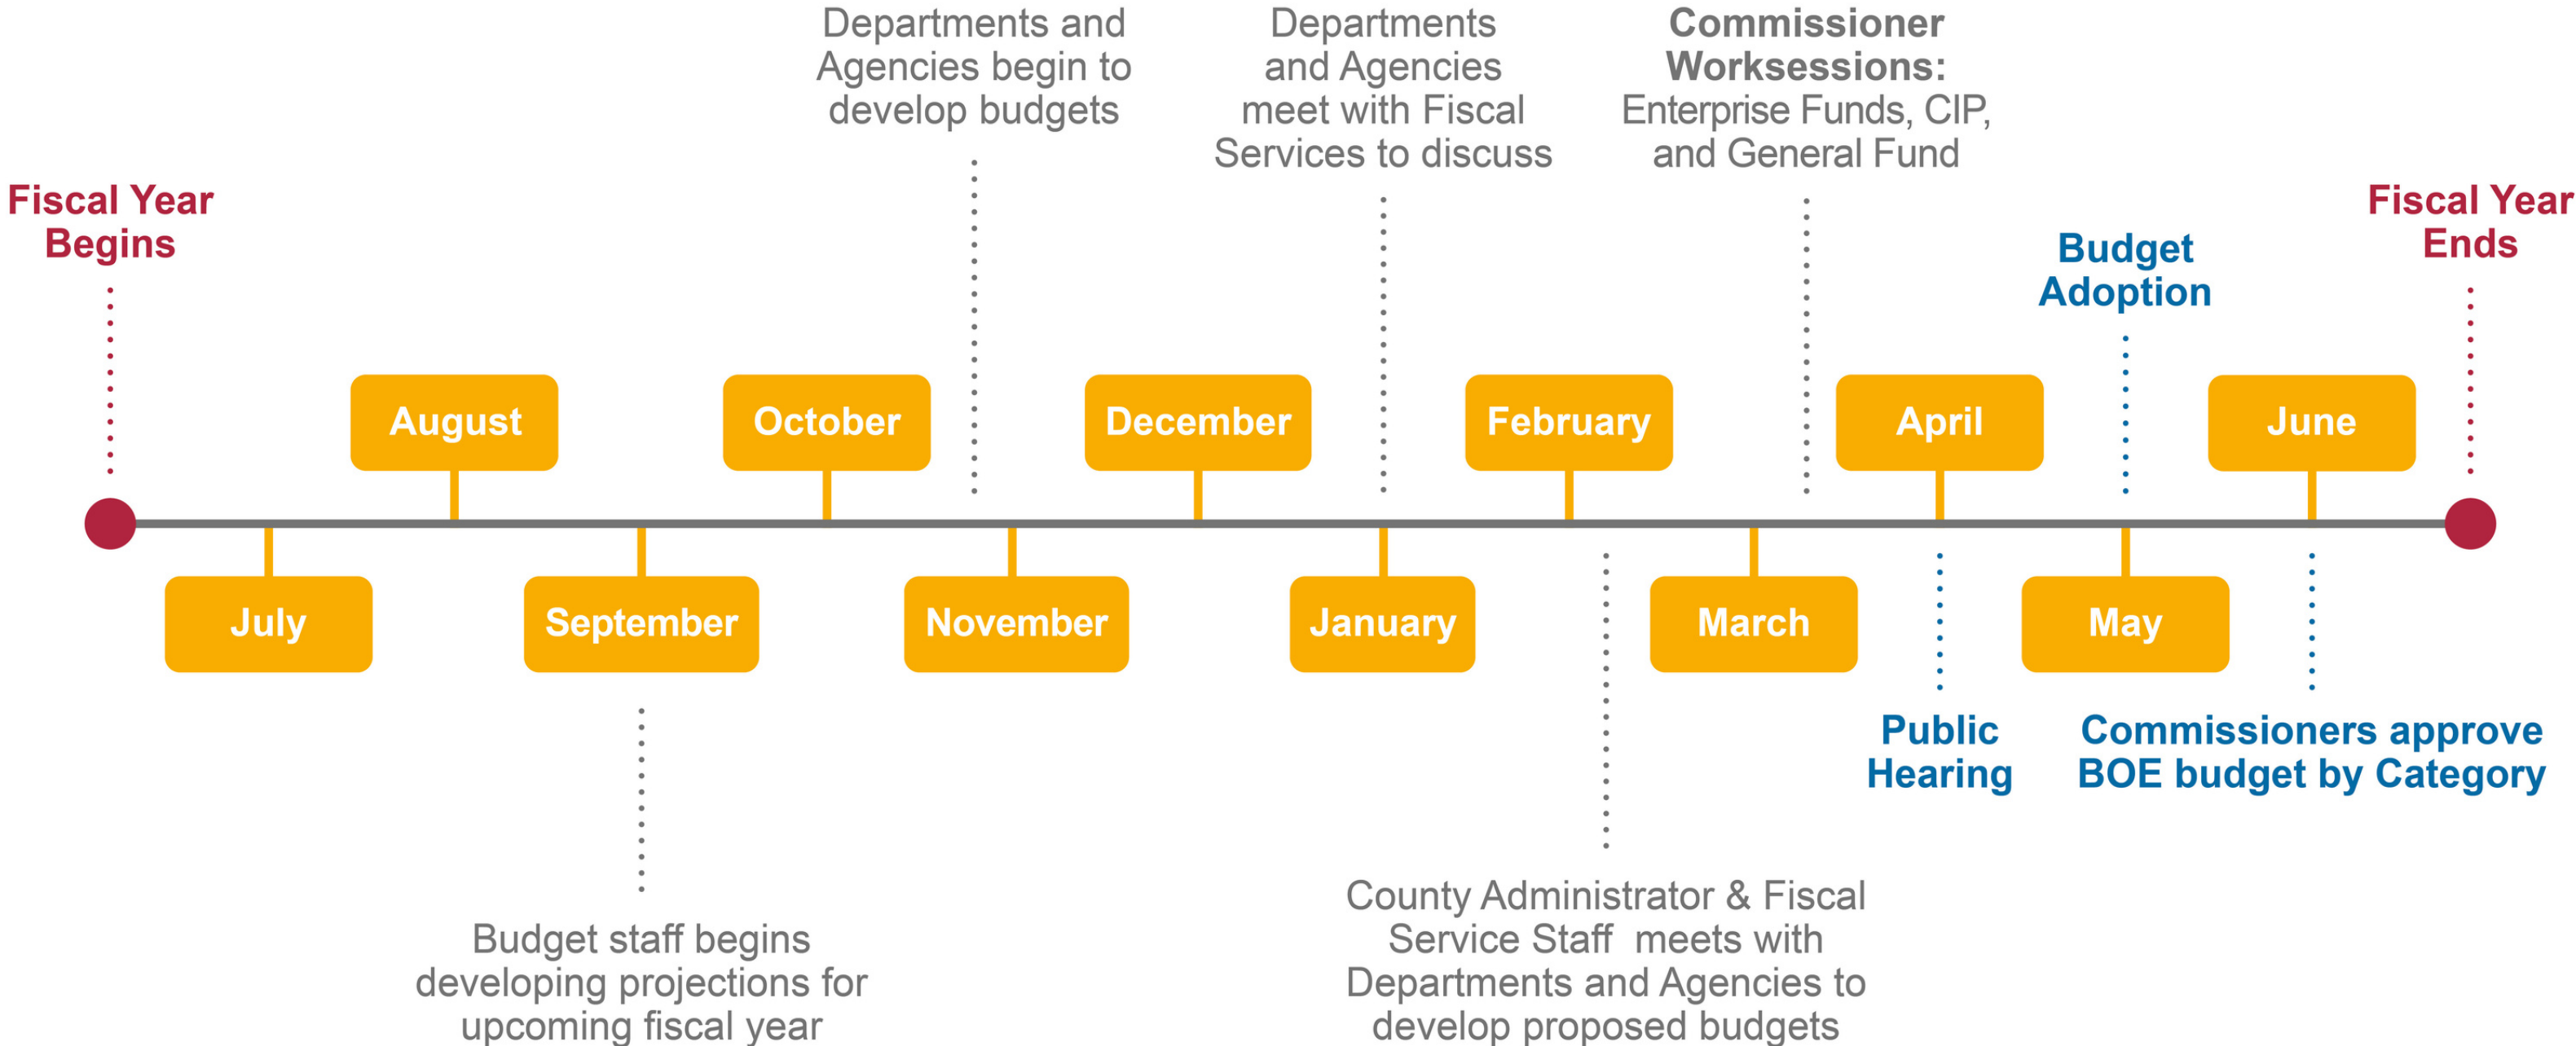 Departments and
Agencies begin to
develop budgets
Departments
and Agencies
meet with Fiscal
Services to discuss
Commissioner
Worksessions:
Enterprise Funds, CIP,
and General Fund
Fiscal Year
Begins
Budget
Adoption
Fiscal Year
Ends
August
October
December
February
April
June
July
September
November
January
March
May
Public
Hearing
Commissioners approve
BOE budget by Category
Budget staff begins
developing projections for
upcoming fiscal year
County Administrator & Fiscal
Service Staff  meets with
Departments and Agencies to
develop proposed budgets